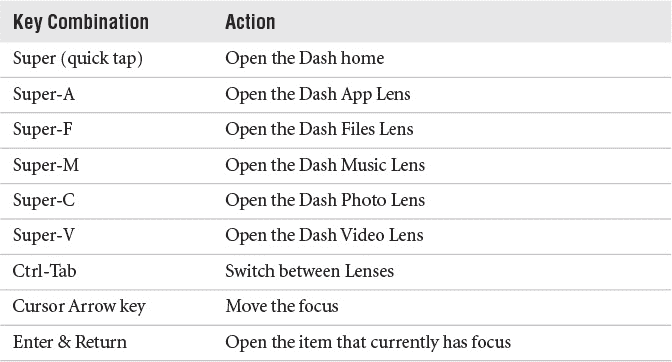 Key Combination Action
Super (quick tap) Open the Dash home
Super-A Open the Dash App Lens
Super-F Open the Dash Files Lens
Super-M Open the Dash Music Lens
Super-C Open the Dash Photo Lens
Super-V Open the Dash Video Lens
Ctrl-Tab Switch between Lenses
Cursor Arrow key Move the focus
Enter & Return Open the item that currently has focus